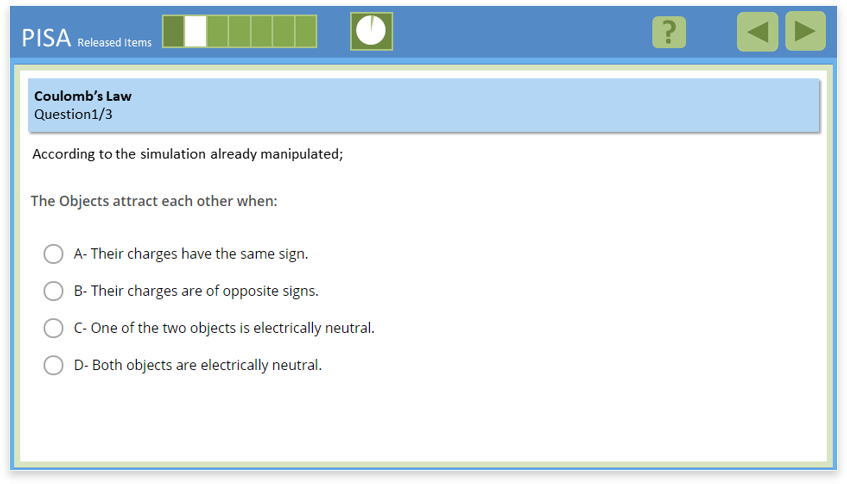 PISA Released Items
?
Coulomb's Law
Question1/3
According to the simulation already manipulated;
The Objects attract each other when:
A- Their charges have the same sign.
B- Their charges are of opposite signs.
C- One of the two objects is electrically neutral.
D- Both objects are electrically neutral.